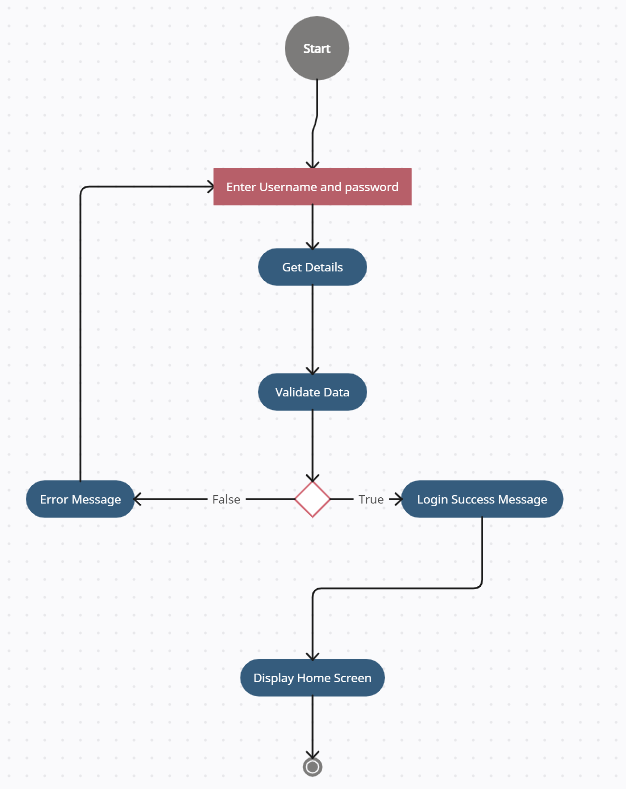 Start
Enter Username and password
Get Details
Validate Data
Error Message
False
True
Login Success Message
Display Home Screen